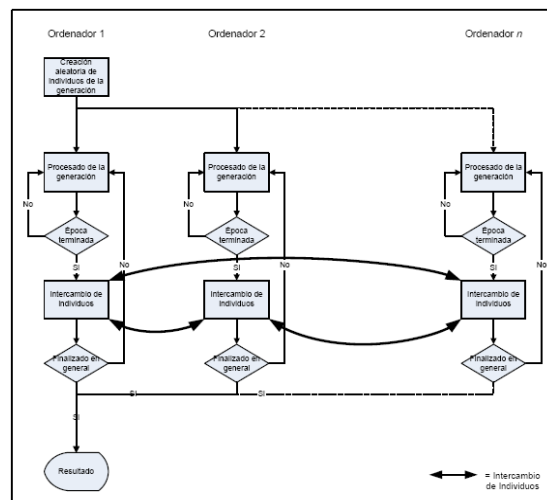 Ordenador 1
Ordenador 2
Ordenador n
Creación
aleatoria de
individuos de la
generación
Procesado de la
generación
Procesado de la
generación
Procesado de la
generación
No
No
No
Época
terminada
Época
terminada
Época
terminada
No
No
No
SI
SI
SI
Intercambio de
Individuos
Intercambio de
Individuos
Intercambio de
Individuos
Finalizado en
general
Finalizado en
general
Finalizado en
general
SI
SI
SI
Resultado
= Intercambio
de Individuos